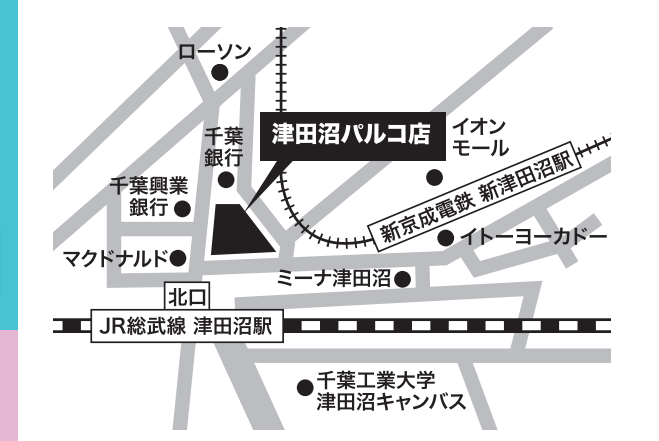 ローソン
津田沼パルコ店
イオン
モール
千葉
銀行
新京成電鉄 新津田沼駅
千葉興業
銀行
イトーヨーカドー
マクドナルド
ミーナ津田沼
北口
JR総武線 津田沼駅
千葉工業大学
津田沼キャンパス